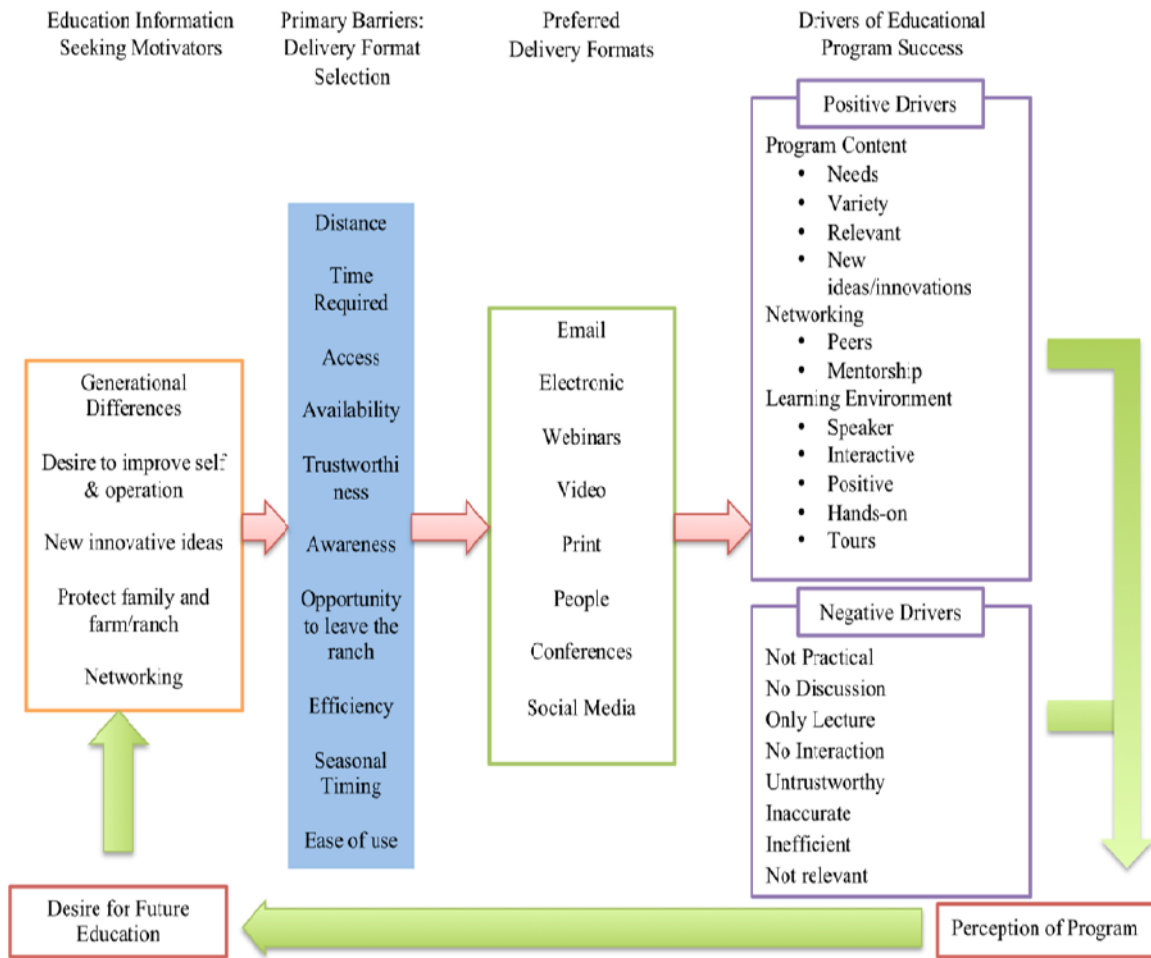 Education Information
Seeking Motivators
Primary Barriers:
Delivery Format
Selection
Preferred
Delivery Formats
Drivers of Educational
Program Success
Generational
Differences
Desire to improve self
& operation
New innovative ideas
Protect family and
farm/ranch
Networking
Distance
Time
Required
Access
Availability
Trustworthi
ness
Awareness
Opportunity
to leave the
ranch
Efficiency
Seasonal
Timing
Ease of use
Email
Electronic
Webinars
Video
Print
People
Conferences
Social Media
Positive Drivers
Program Content
• Needs
• Variety
• Relevant
• New
ideas/innovations
Networking
• Peers
• Mentorship
Learning Environment
• Speaker
• Interactive
• Positive
• Hands-on
• Tours
Negative Drivers
Not Practical
No Discussion
Only Lecture
No Interaction
Untrustworthy
Inaccurate
Inefficient
Not relevant
Perception of Program
Desire for Future
Education